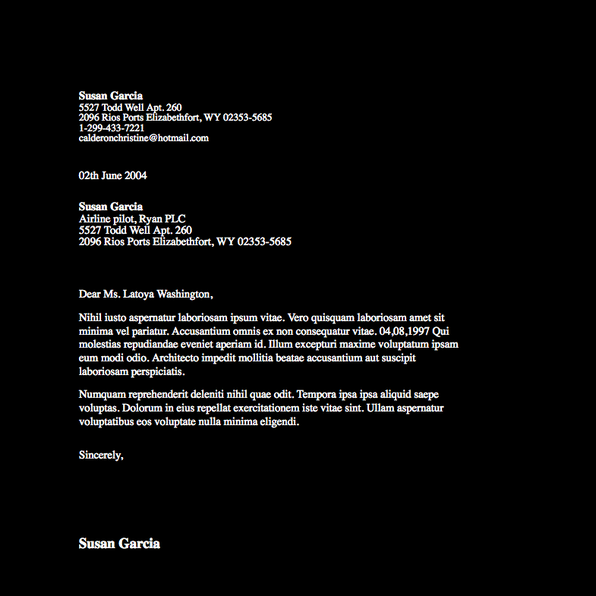 Susan Garcia
5527 Todd Well Apt. 260
2096 Rios Ports Elizabethfort, WY 02353-5685
1-299-433-7221
calderonchristine@hotmail.com
02th June 2004
Susan Garcia
Airline pilot, Ryan PLC
5527 Todd Well Apt. 260
2096 Rios Ports Elizabethfort, WY 02353-5685
Dear Ms. Latoya Washington,
Nihil iusto aspernatur laboriosam ipsum vitae. Vero quisquam laboriosam amet sit
minima vel pariatur. Accusantium omnis ex non consequatur vitae. 04,08,1997 Qui
molestias repudiandae eveniet aperiam id. Illum excepturi maxime voluptatum ipsam
eum modi odio. Architecto impedit mollitia beatae accusantium aut suscipit
laboriosam perspiciatis.
Numquam reprehenderit deleniti nihil quae odit. Tempora ipsa ipsa aliquid saepe
voluptas. Dolorum in eius repellat exercitationem iste vitae sint. Ullam aspernatur
voluptatibus eos voluptate nulla minima eligendi.
Sincerely,
Susan Garcia